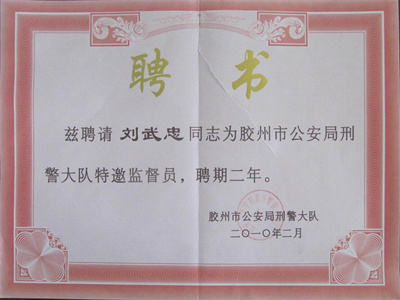 聘书
兹聘请 刘武忠 同志为胶州市公安局刑
警大队特邀监督员，聘期二年。
胶州市公安局刑警大队
二〇一〇年二月